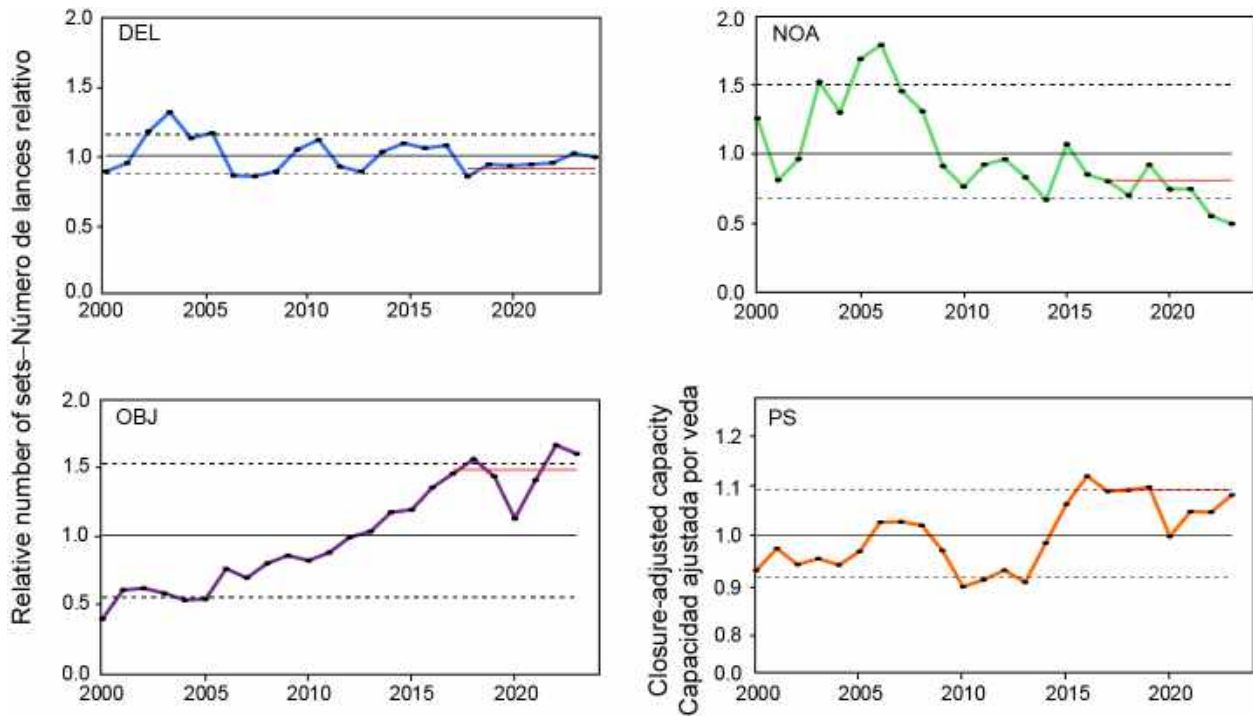 Relative number of sets–Número de lances relativo
DEL
2.0
1.5
1.0
0.5
0.0
2000 2005 2010 2015 2020
NOA
2.0
1.5
1.0
0.5
0.0
2000 2005 2010 2015 2020
OBJ
2.0
1.5
1.0
0.5
0.0
2000 2005 2010 2015 2020
Closure-adjusted capacity
Capacidad ajustada por veda
PS
1.2
1.1
1.0
0.9
0.8
0.0
2000 2005 2010 2015 2020